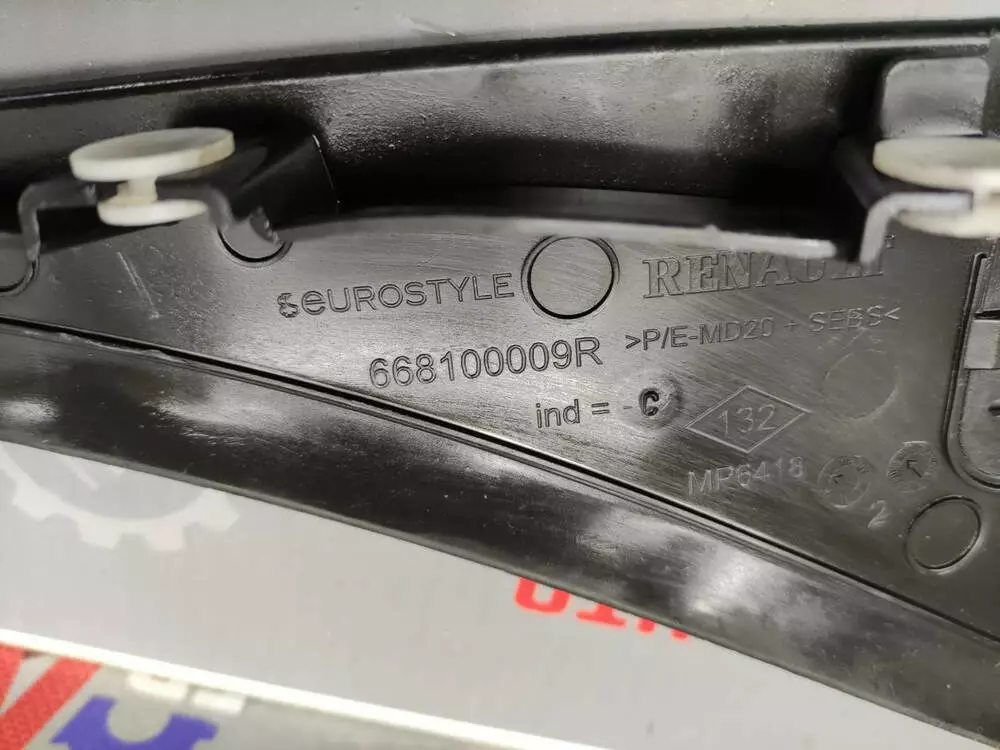 eUROSTYLE
RENAULT
668100009R
>P/E-MD20 + SEBS<
ind = -C
132
MP6418
2